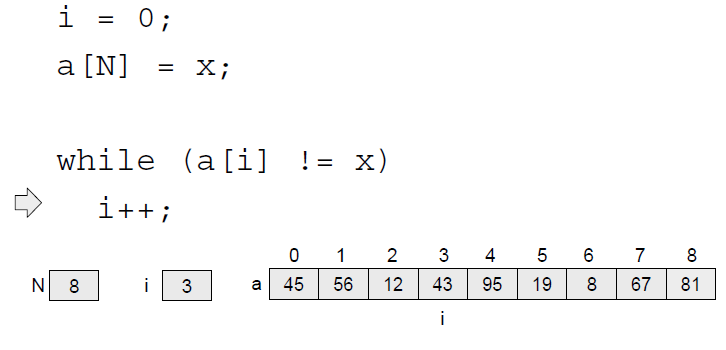 i = 0;
a[N] = x;
while (a[i] != x)
i++;
0 1 2 3 4 5 6 7 8
N 8 i 3 a 45 56 12 43 95 19 8 67 81
i